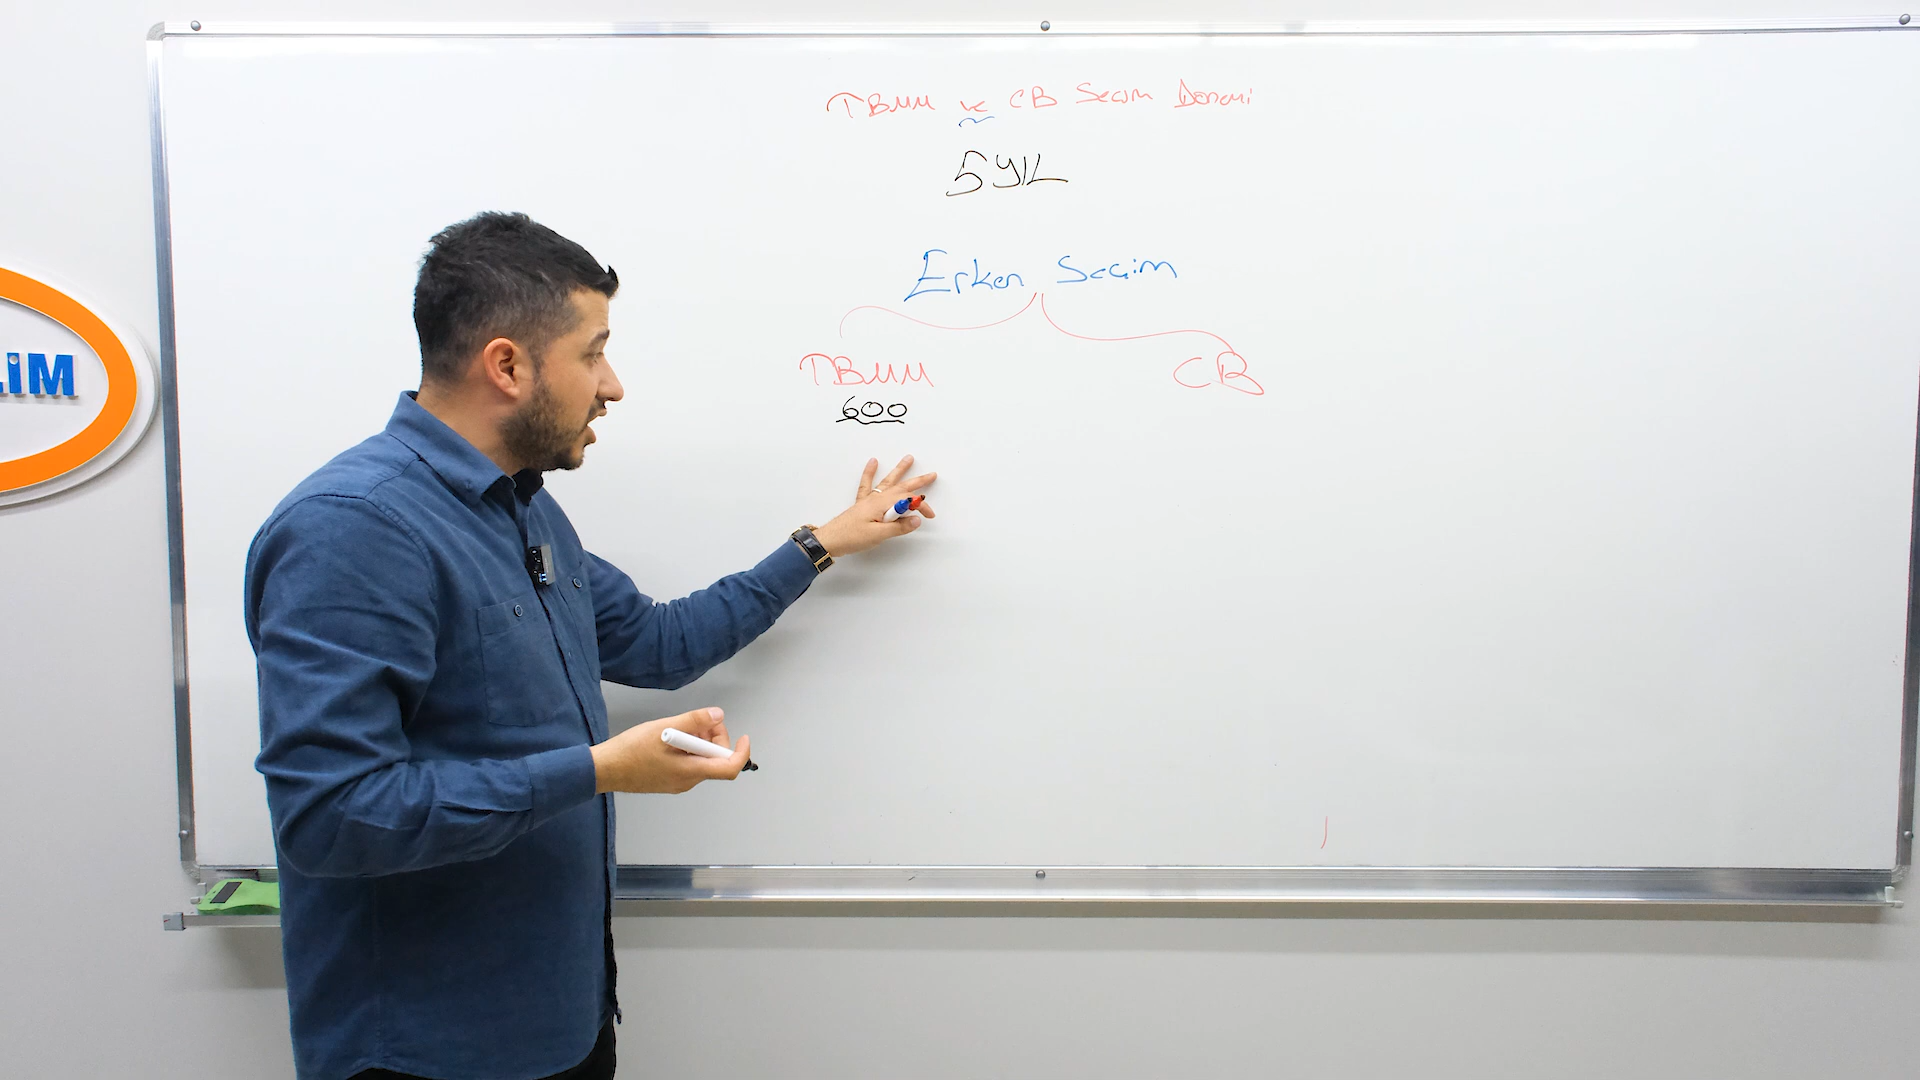 TBMM ve CB Seçim Dönemi
5 YIL
Erken Seçim
TBMM
CB
600
LİM